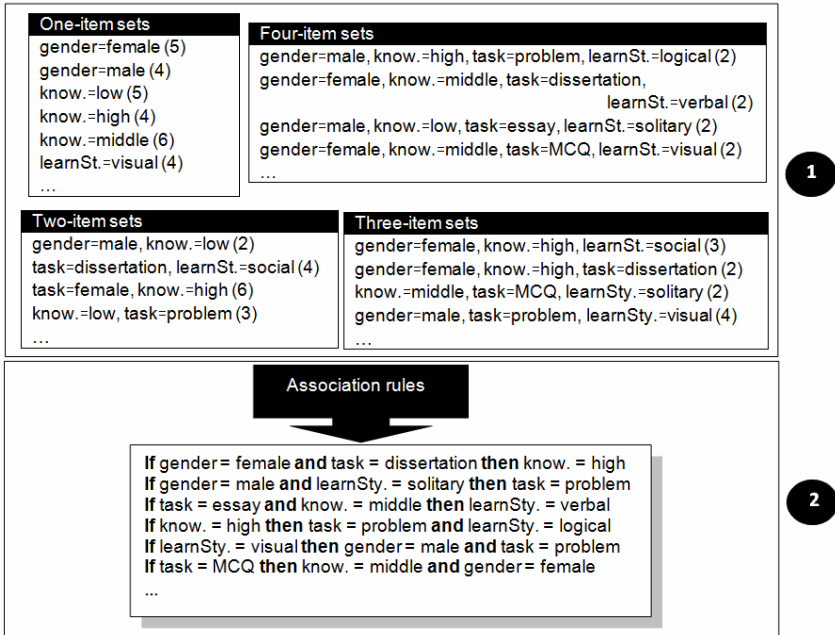 One-item sets
gender=female (5)
gender=male (4)
know.=low (5)
know.=high (4)
know.=middle (6)
learnSt.=visual (4)
...
Four-item sets
gender=male, know.=high, task=problem, learnSt.=logical (2)
gender=female, know.=middle, task=dissertation,
learnSt.=verbal (2)
gender=male, know.=low, task=essay, learnSt.=solitary (2)
gender=female, know.=middle, task=MCQ, learnSt.=visual (2)
...
1
Two-item sets
gender=male, know.=low (2)
task=dissertation, learnSt.=social (4)
task=female, know.=high (6)
know.=low, task=problem (3)
...
Three-item sets
gender=female, know.=high, learnSt.=social (3)
gender=female, know.=high, task=dissertation (2)
know.=middle, task=MCQ, learnSty.=solitary (2)
gender=male, task=problem, learnSty.=visual (4)
...
Association rules
If gender = female and task = dissertation then know. = high
If gender = male and learnSty. = solitary then task = problem
If task = essay and know. = middle then learnSty. = verbal
If know. = high then task = problem and learnSty. = logical
If learnSty. = visual then gender = male and task = problem
If task = MCQ then know. = middle and gender = female
...
2